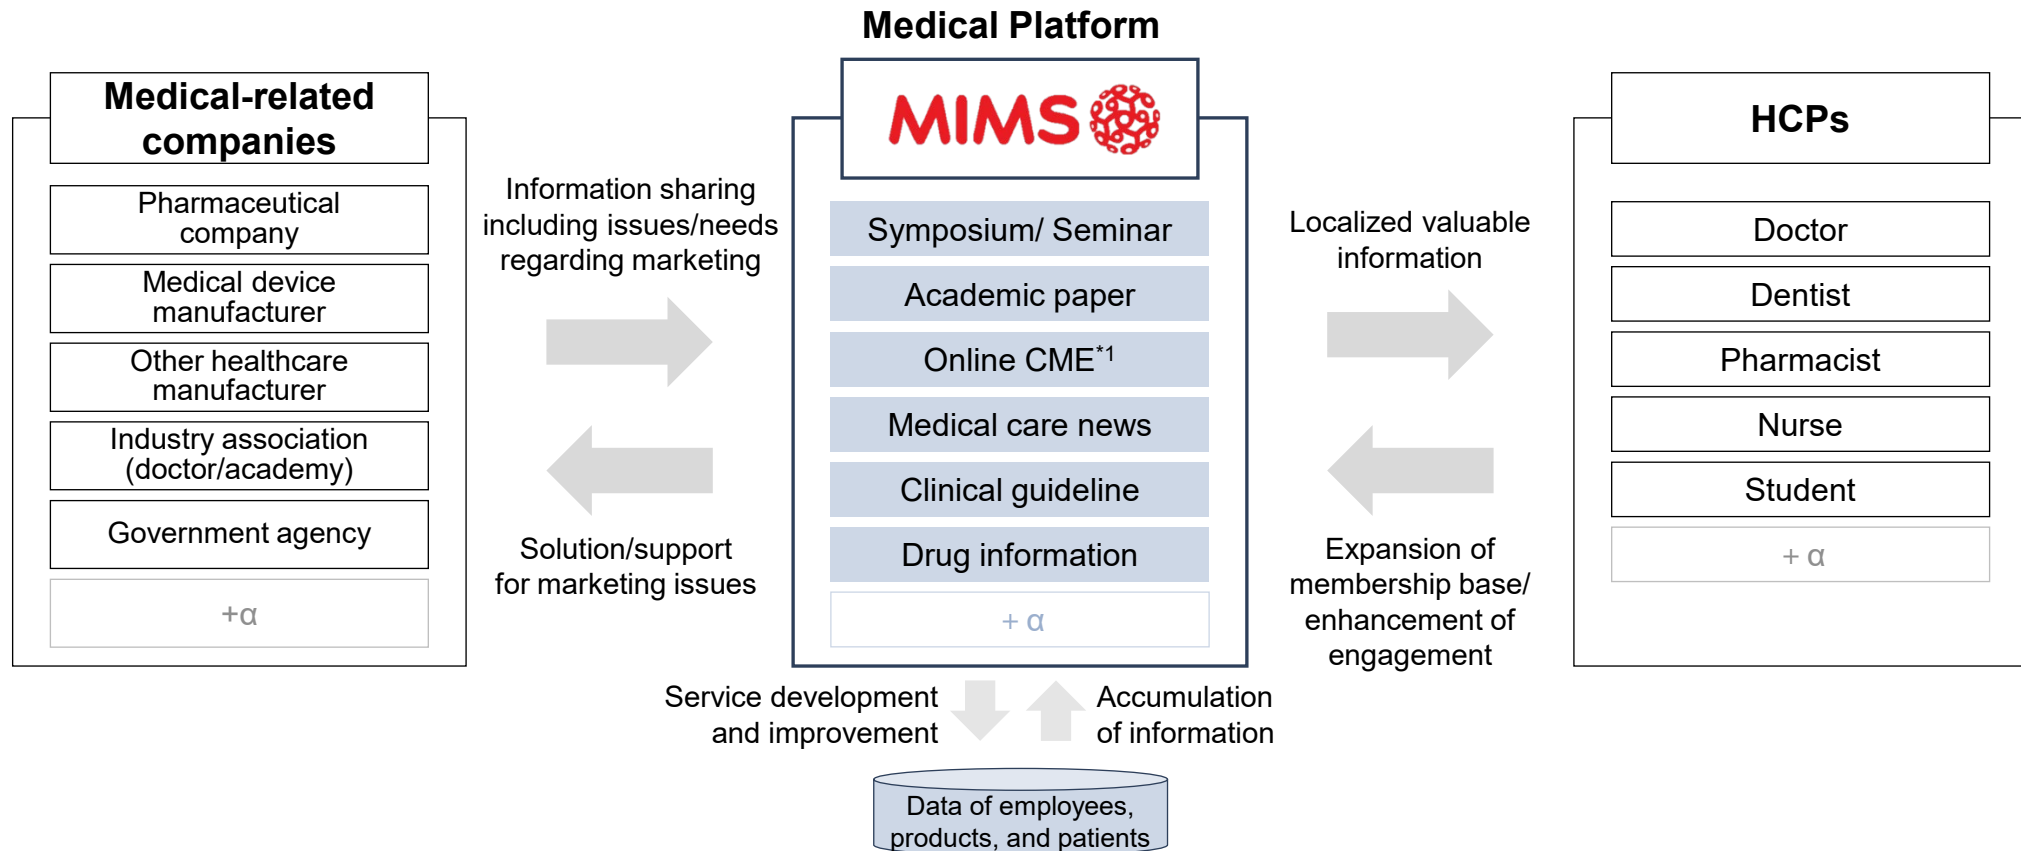 Medical Platform
Medical-related
companies
Pharmaceutical
company
Medical device
manufacturer
Other healthcare
manufacturer
Industry association
(doctor/academy)
Government agency
+α
Information sharing
including issues/needs
regarding marketing
Solution/support
for marketing issues
MIMS
Symposium/ Seminar
Academic paper
Online CME*1
Medical care news
Clinical guideline
Drug information
+ α
Localized valuable
information
Expansion of
membership base/
enhancement of
engagement
HCPs
Doctor
Dentist
Pharmacist
Nurse
Student
+ α
Service development
and improvement
Accumulation
of information
Data of employees,
products, and patients